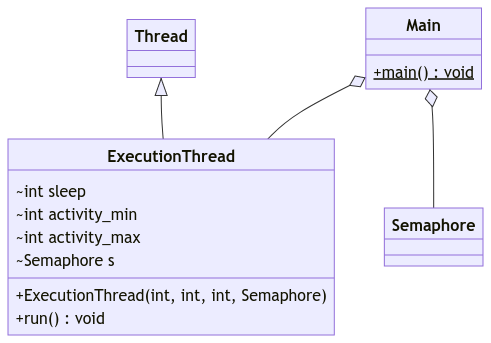 Thread
Main
+main() : void
ExecutionThread
~int sleep
~int activity_min
~int activity_max
~Semaphore s
+ExecutionThread(int, int, int, Semaphore)
+run() : void
Semaphore